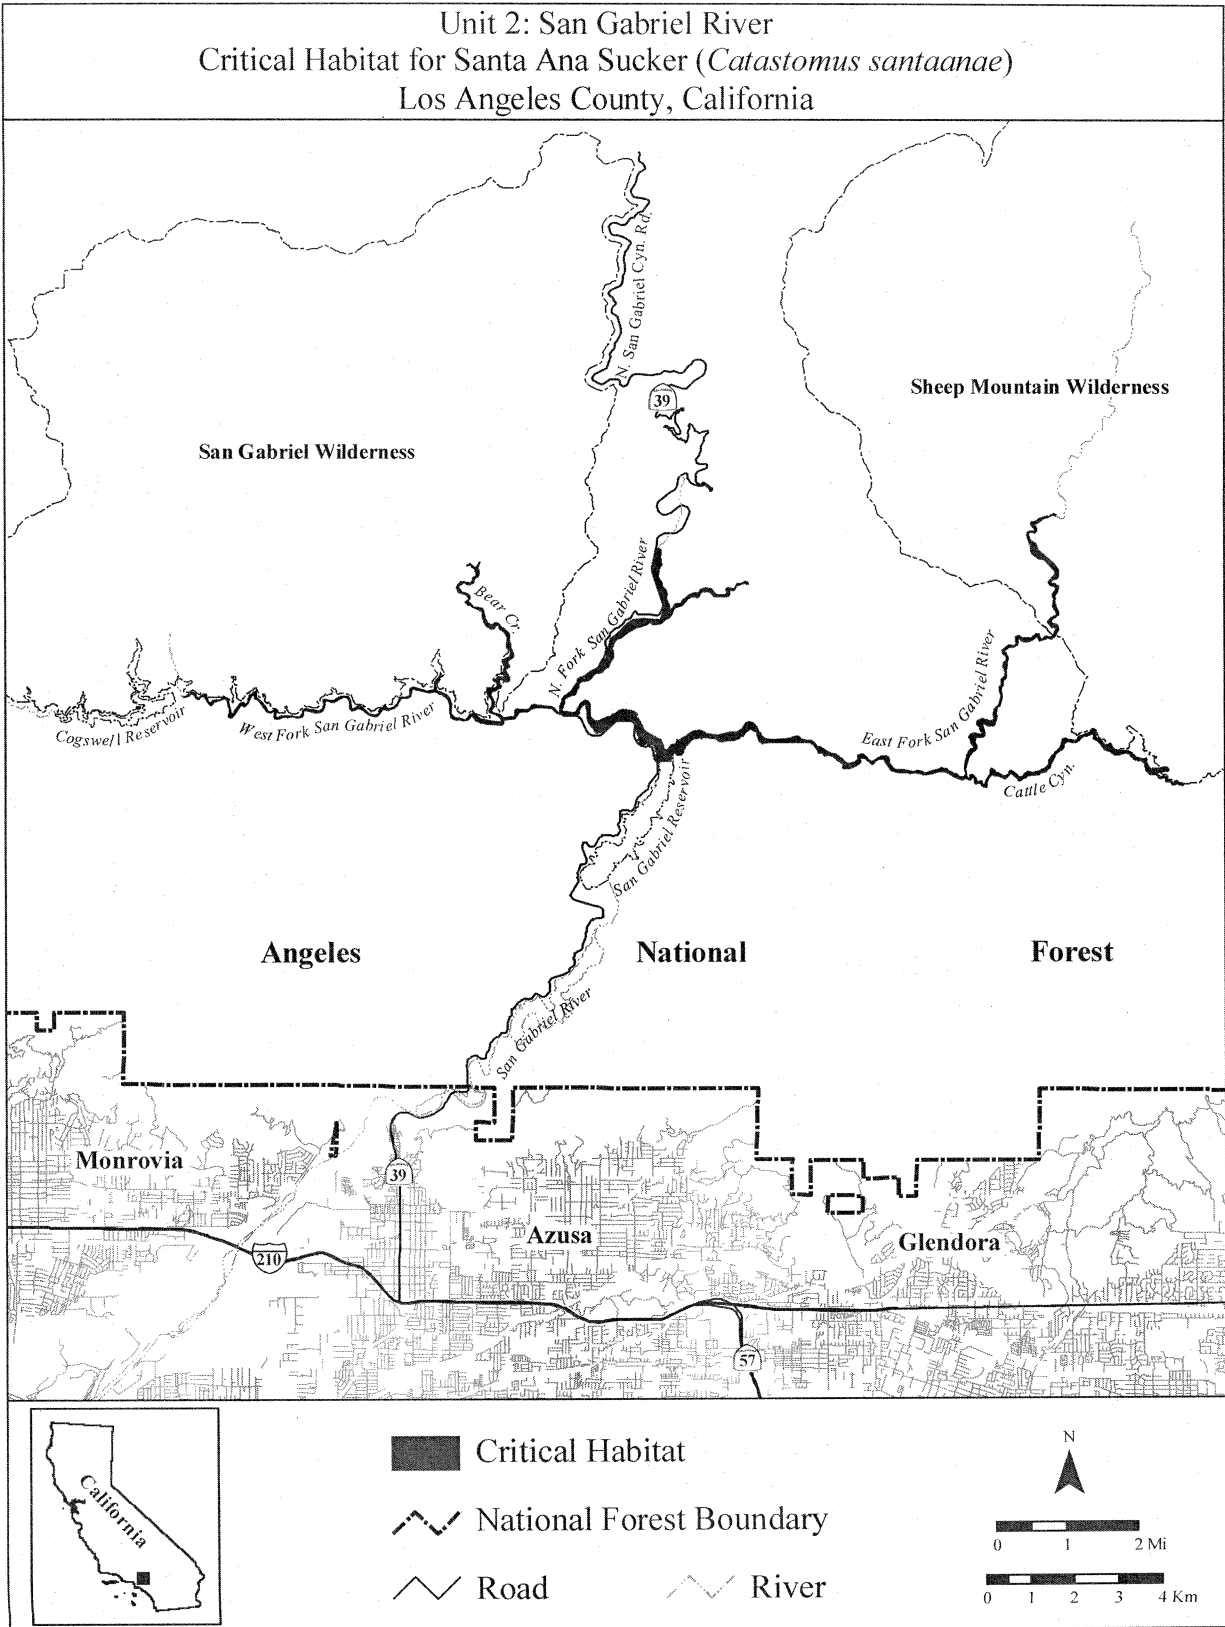 Unit 2: San Gabriel River
Critical Habitat for Santa Ana Sucker (Catastomus santaanae)
Los Angeles County, California
N. San Gabriel Cyn. Rd.
Sheep Mountain Wilderness
39
San Gabriel Wilderness
Bear Cr.
N. Fork San Gabriel River
East Fork San Gabriel River
Cogswell Reservoir
West Fork San Gabriel River
Cattle Cyn.
San Gabriel Reservoir
Angeles
National
Forest
San Gabriel River
Monrovia
39
Azusa
Glendora
210
57
California
Critical Habitat
National Forest Boundary
Road
River
N
0 1 2 Mi
0 1 2 3 4 Km